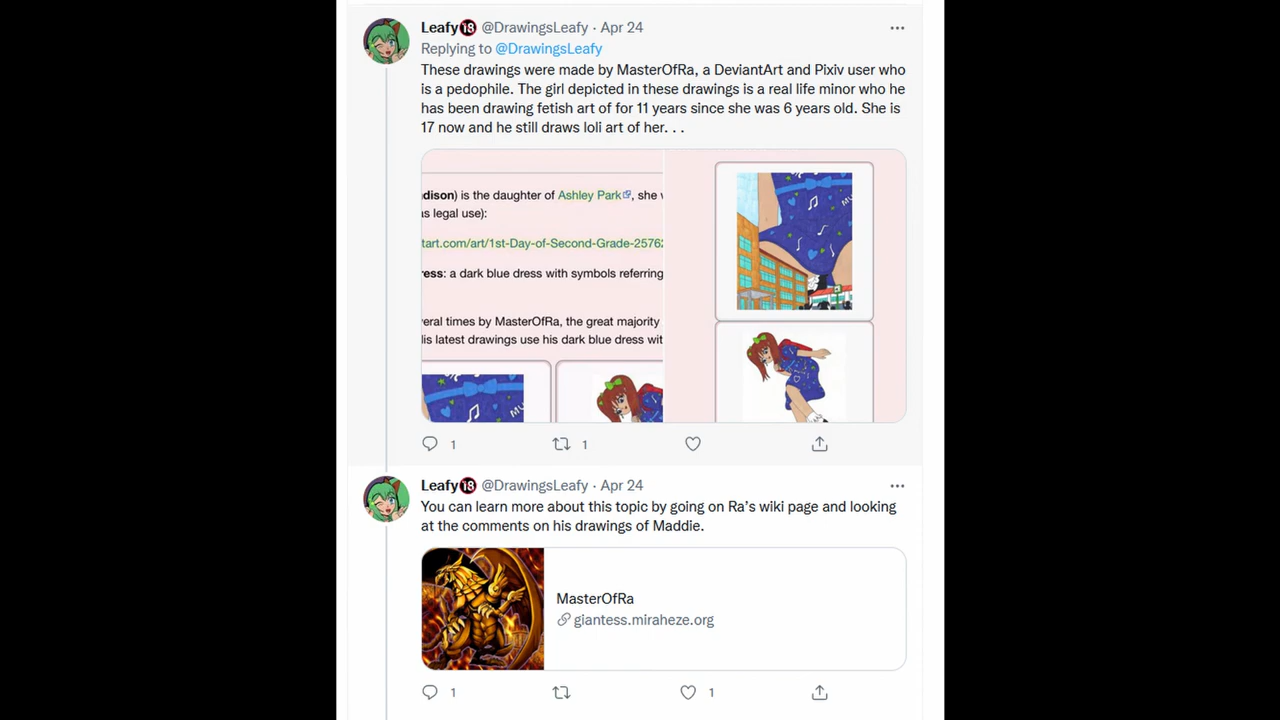 Leafy🔞 @DrawingsLeafy · Apr 24
Replying to @DrawingsLeafy
These drawings were made by MasterOfRa, a DeviantArt and Pixiv user who
is a pedophile. The girl depicted in these drawings is a real life minor who he
has been drawing fetish art of for 11 years since she was 6 years old. She is
17 now and he still draws loli art of her. . .
dison) is the daughter of Ashley Park, she
as legal use):
tart.com/art/1st-Day-of-Second-Grade-2576
ress: a dark blue dress with symbols referring
eral times by MasterOfRa, the great majority
lis latest drawings use his dark blue dress wit
MU
MU
1
1
Leafy🔞 @DrawingsLeafy · Apr 24
You can learn more about this topic by going on Ra’s wiki page and looking
at the comments on his drawings of Maddie.
MasterOfRa
giantess.miraheze.org
1
1